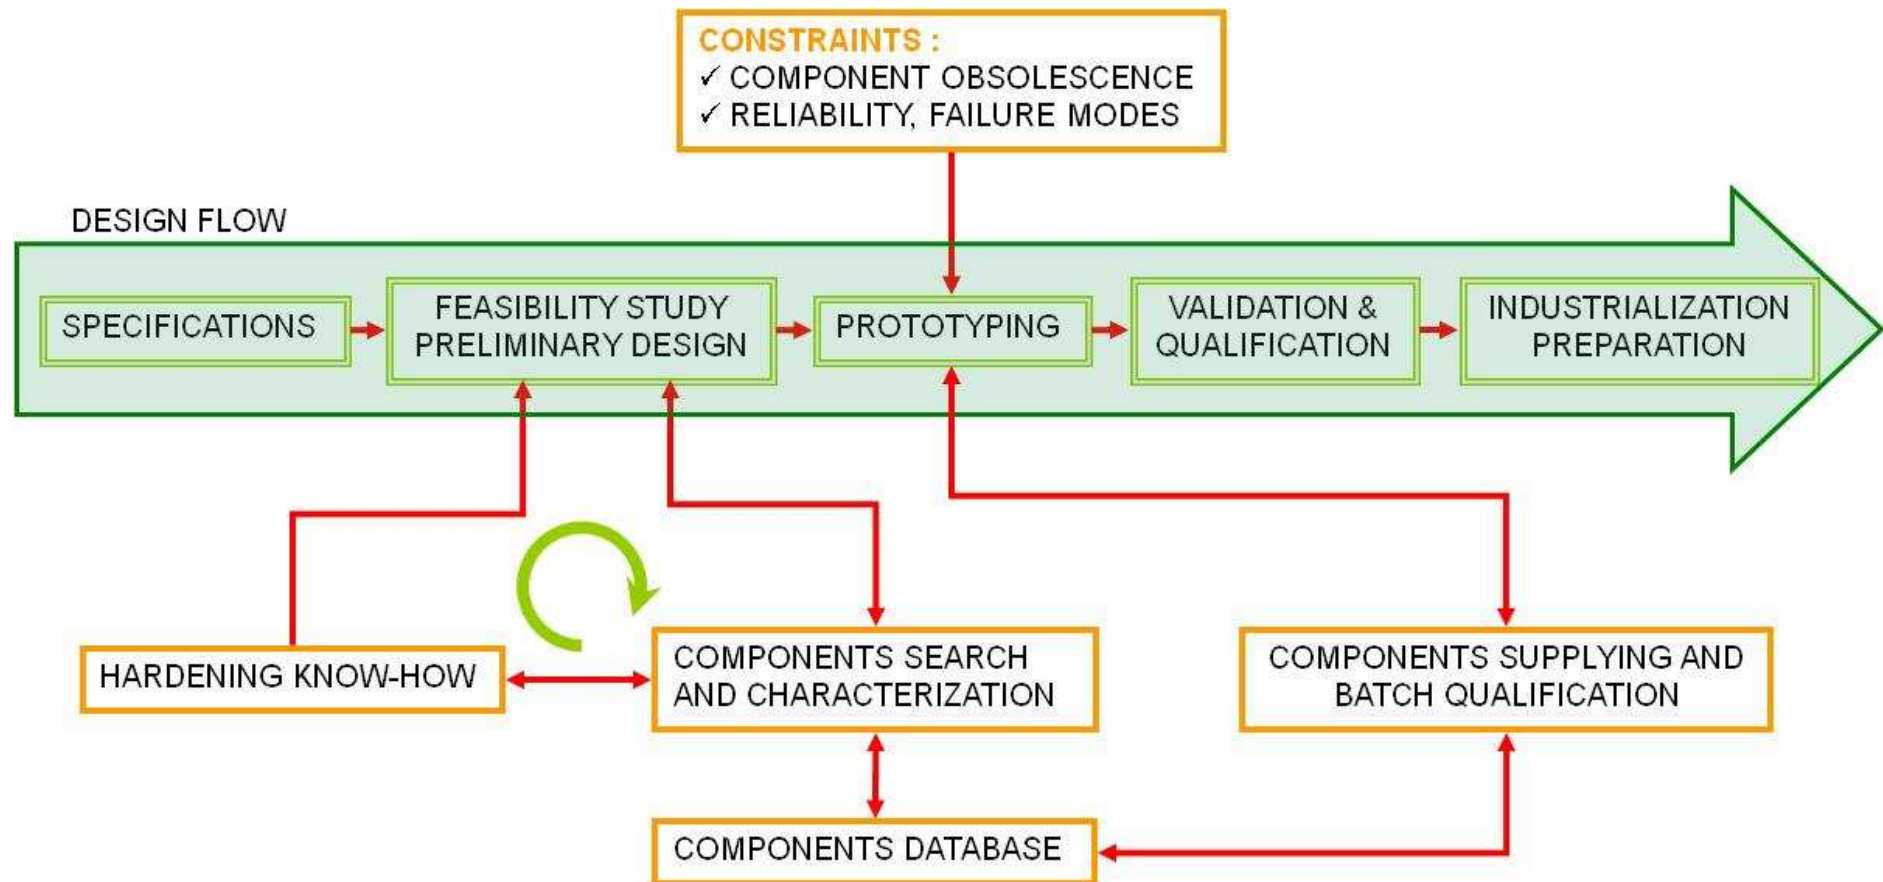 CONSTRAINTS :
✓ COMPONENT OBSOLESCENCE
✓ RELIABILITY, FAILURE MODES
DESIGN FLOW
SPECIFICATIONS
FEASIBILITY STUDY
PRELIMINARY DESIGN
PROTOTYPING
VALIDATION &
QUALIFICATION
INDUSTRIALIZATION
PREPARATION
HARDENING KNOW-HOW
COMPONENTS SEARCH
AND CHARACTERIZATION
COMPONENTS SUPPLYING AND
BATCH QUALIFICATION
COMPONENTS DATABASE